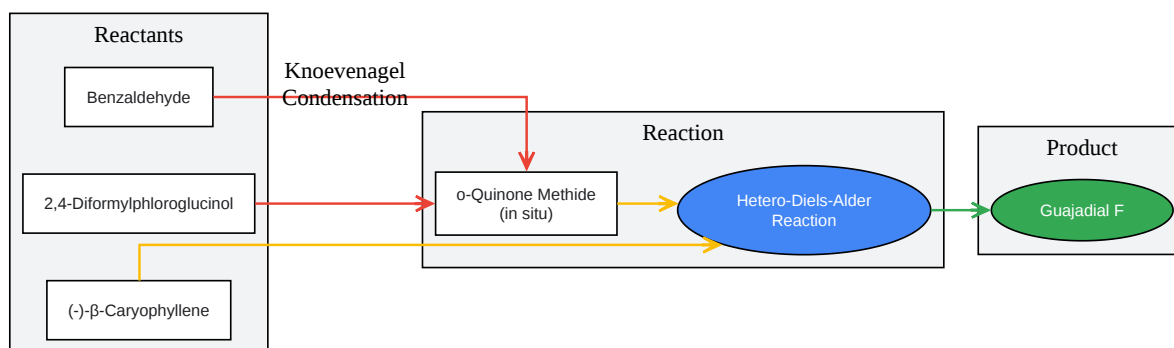 Reactants
Benzaldehyde
Knoevenagel
Condensation
2,4-Diformylphloroglucinol
(-)-β-Caryophyllene
Reaction
o-Quinone Methide
(in situ)
Hetero-Diels-Alder
Reaction
Product
Guajadial F